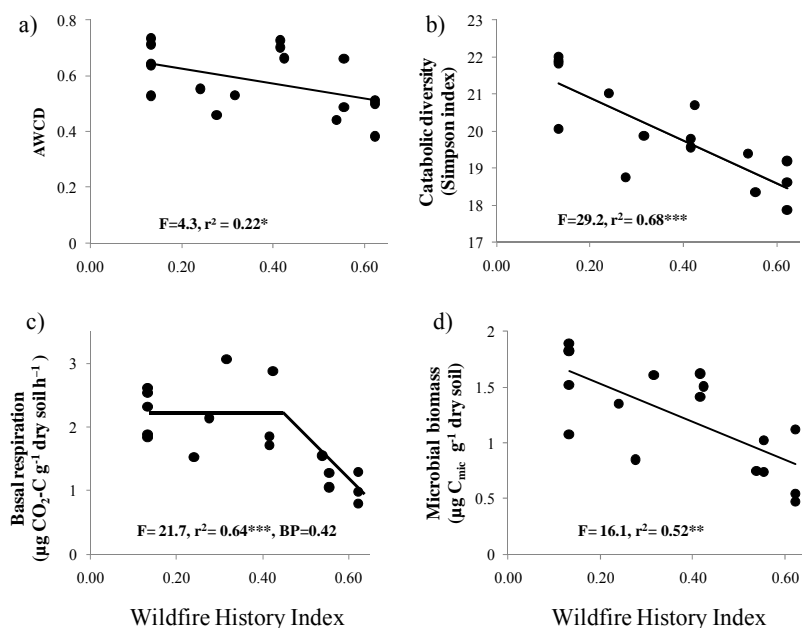 a)
0.8
0.6
0.4
0.2
0
AWCD
F=4.3, r² = 0.22*
0.00 0.20 0.40 0.60
b)
23
22
21
20
19
18
17
Catabolic diversity
(Simpson index)
F=29.2, r²= 0.68***
0.00 0.20 0.40 0.60
c)
3
2
1
0
Basal respiration
(µg CO₂-C g⁻¹ dry soil h⁻¹)
F= 21.7, r²= 0.64***, BP=0.42
0.00 0.20 0.40 0.60
Wildfire History Index
d)
2
1.5
1
0.5
0
Microbial biomass
(µg Cmic g⁻¹ dry soil)
F= 16.1, r²= 0.52**
0.00 0.20 0.40 0.60
Wildfire History Index